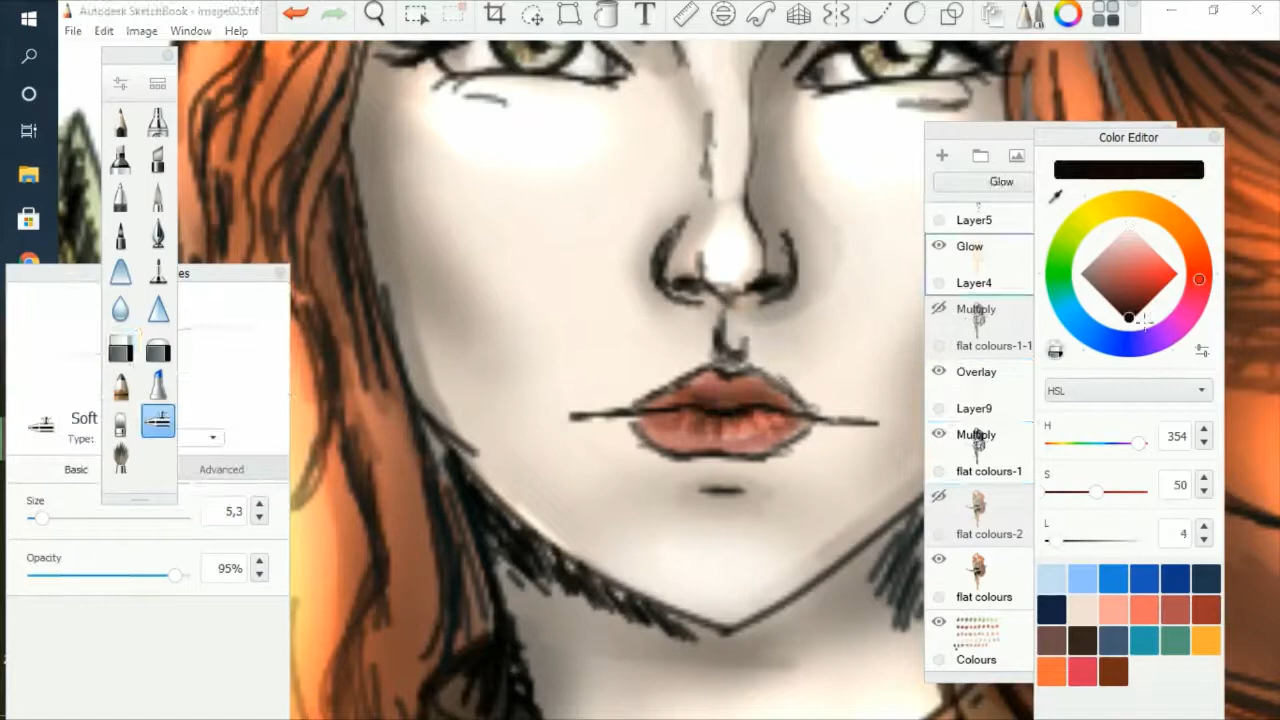 Autodesk SketchBook - Image025.tif
File Edit Image Window Help
Color Editor
Glow
Layer5
Glow
Layer4
Multiply
flat colours-1-1
Overlay
Layer9
Multiply
flat colours-1
flat colours-2
flat colours
Colours
HSL
H 354
S 50
L 4
es
Soft
Type:
Basic Advanced
Size
5,3
Opacity
95%